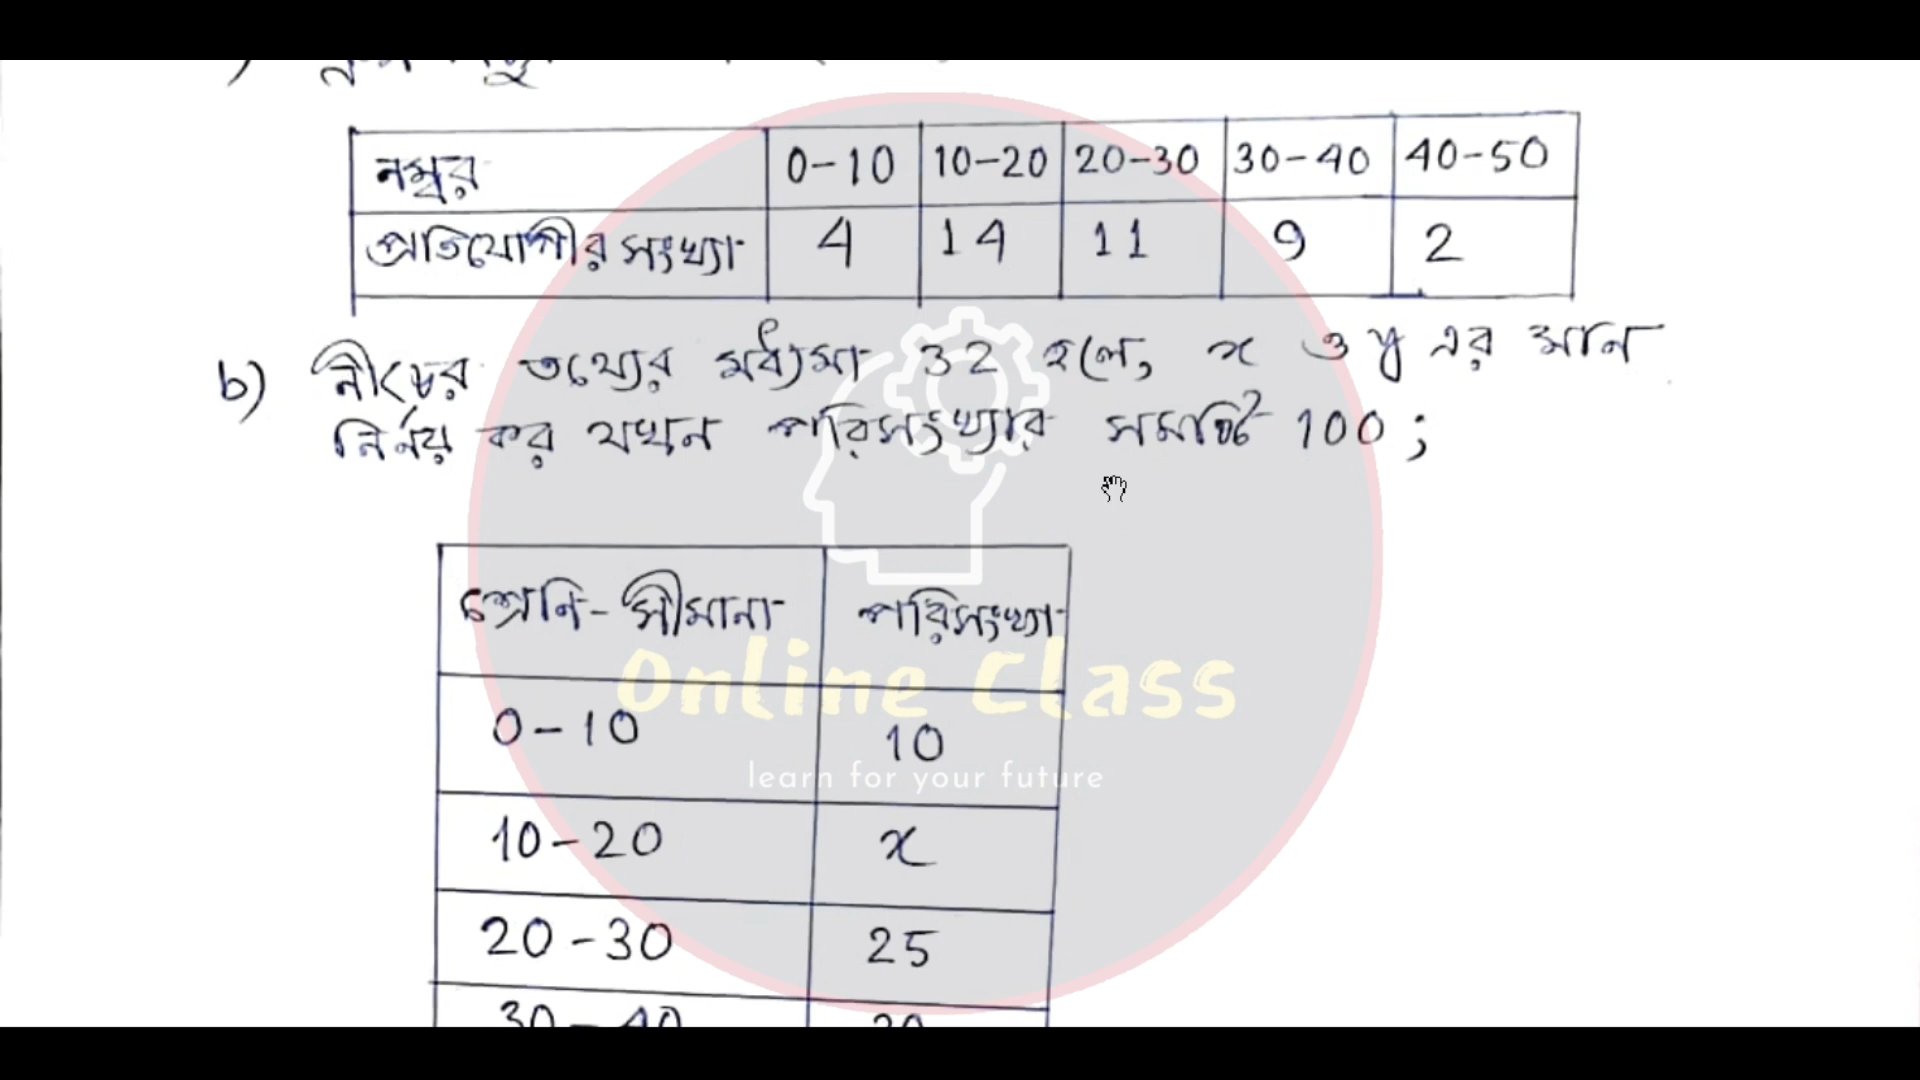 নম্বর 0-10 10-20 20-30 30-40 40-50
প্রতিযোগীর সংখ্যা 4 14 11 9 2
b) নীচের তথ্যের মধ্যমা 32 হলে, x ও y এর মান
নির্ণয় কর যখন পরিসংখ্যার সমষ্টি 100;
শ্রেণি-সীমানা পরিসংখ্যা
Online Class
0-10 10
learn for your future
10-20 x
20-30 25
30-40